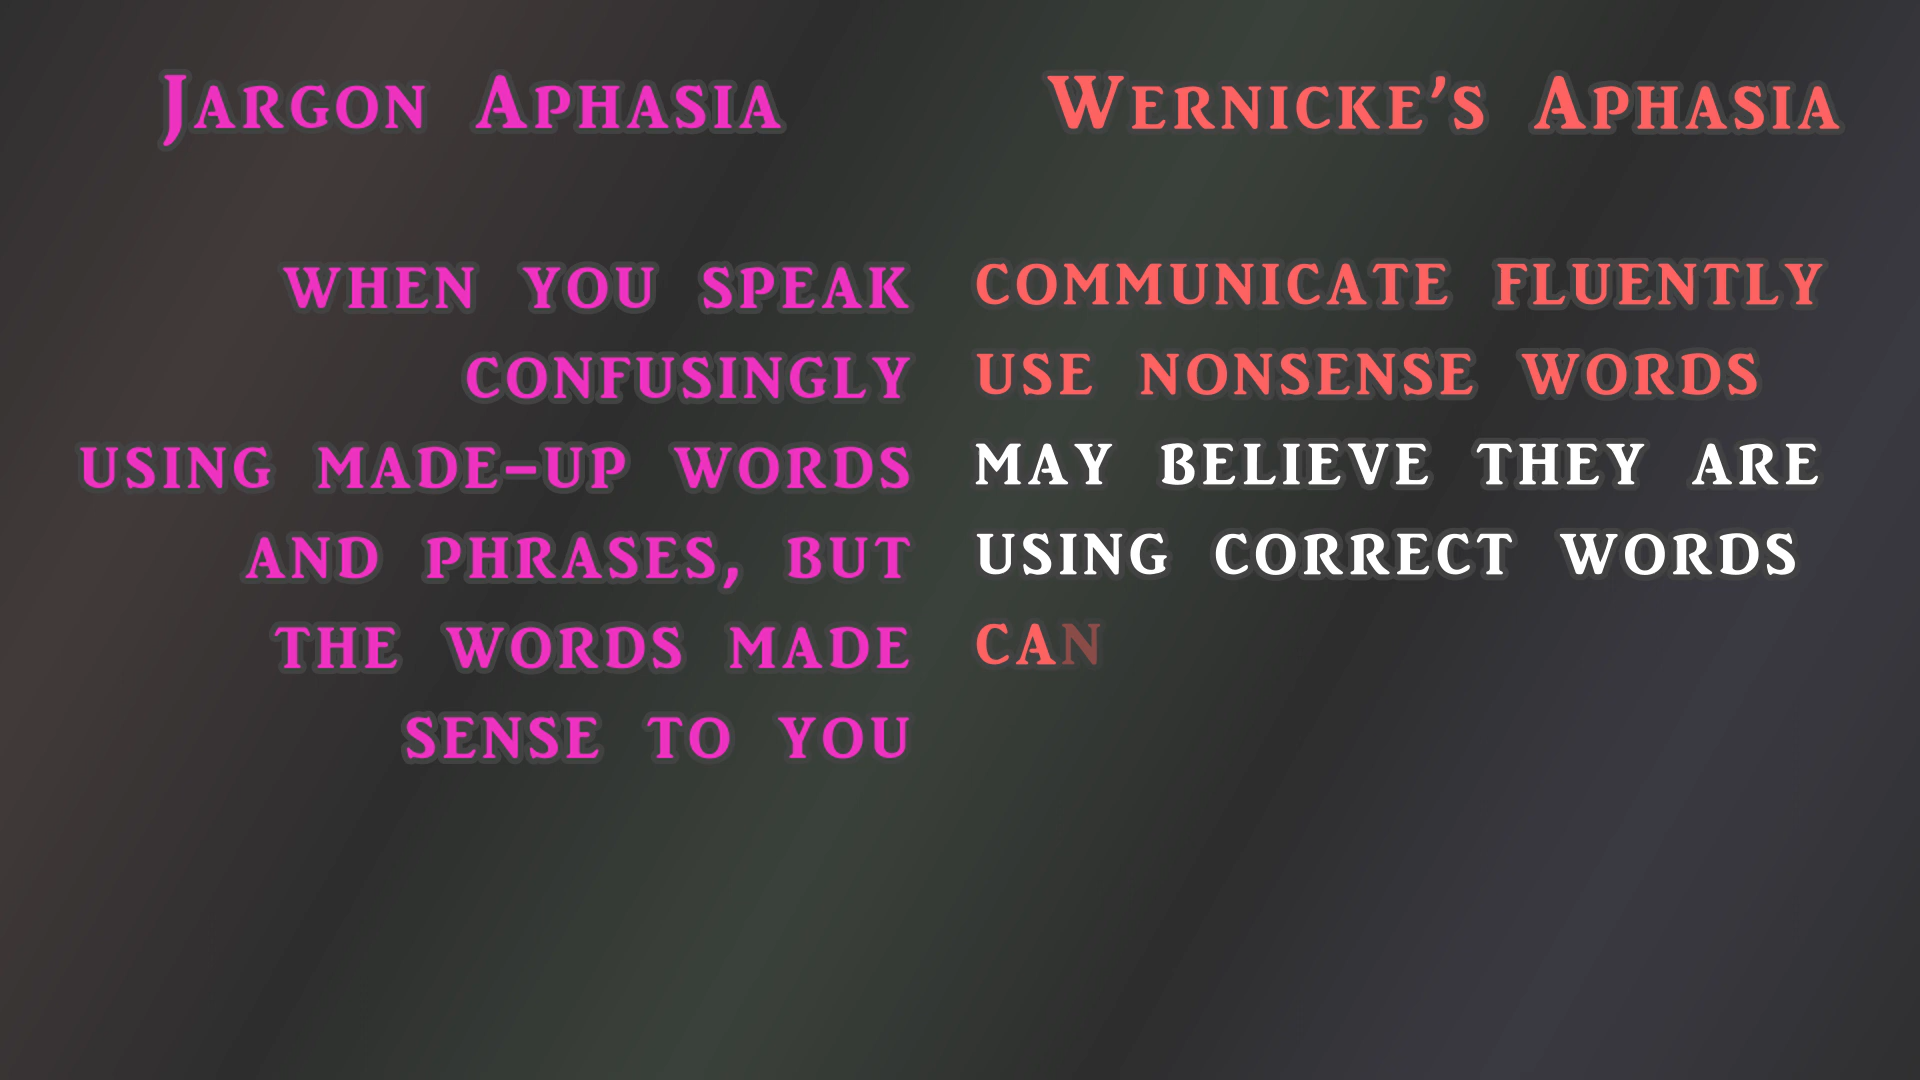 Jargon Aphasia
when you speak
confusingly
using made-up words
and phrases, but
the words made
sense to you
Wernicke's Aphasia
communicate fluently
use nonsense words
may believe they are
using correct words
can